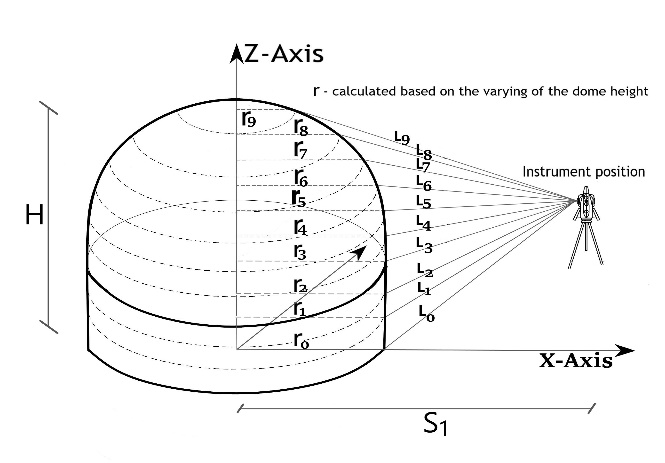 Z-Axis
r - calculated based on the varying of the dome height
r9
r8
r7
r6
r5
r4
r3
r2
r1
r0
L9
L8
L7
L6
L5
L4
L3
L2
L1
L0
Instrument position
H
X-Axis
S1